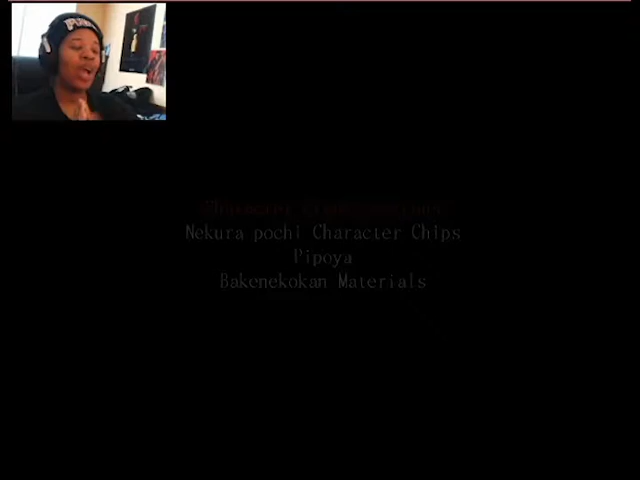 Nekura pochi Character Chips
Pipoya
Bakenekokan Materials